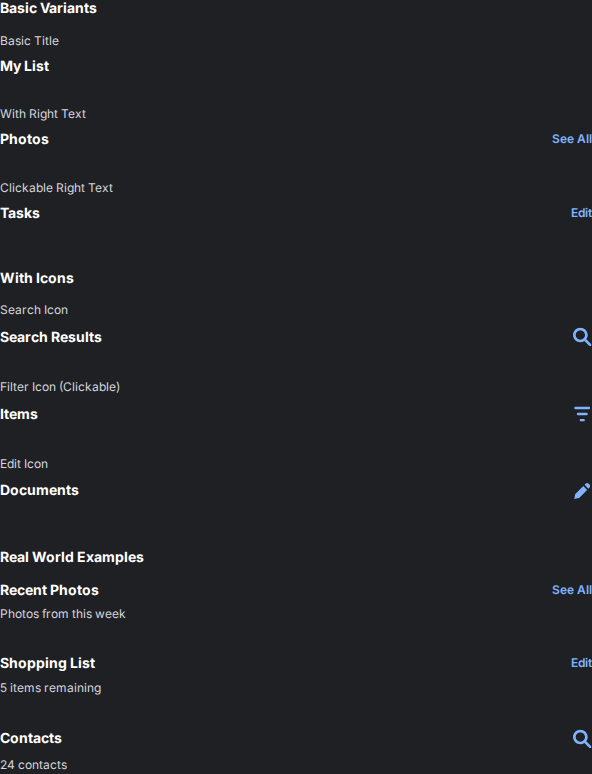 Basic Variants
Basic Title
My List
With Right Text
Photos See All
Clickable Right Text
Tasks Edit
With Icons
Search Icon
Search Results
Filter Icon (Clickable)
Items
Edit Icon
Documents
Real World Examples
Recent Photos See All
Photos from this week
Shopping List Edit
5 items remaining
Contacts
24 contacts